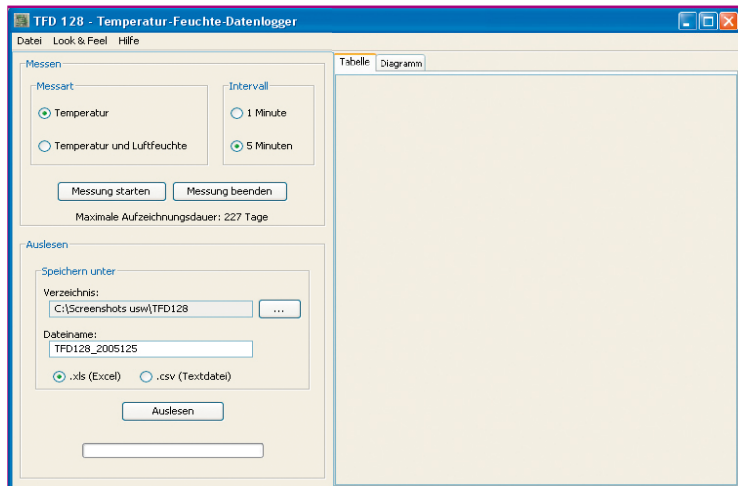 TFD 128 - Temperatur-Feuchte-Datenlogger
Datei Look & Feel Hilfe
Messen
Messart
Temperatur
Temperatur und Luftfeuchte
Intervall
1 Minute
5 Minuten
Messung starten Messung beenden
Maximale Aufzeichnungsdauer: 227 Tage
Auslesen
Speichern unter
Verzeichnis:
C:\Screenshots usw\TFD128 ...
Dateiname:
TFD128_2005125
.xls (Excel) .csv (Textdatei)
Auslesen
Tabelle Diagramm